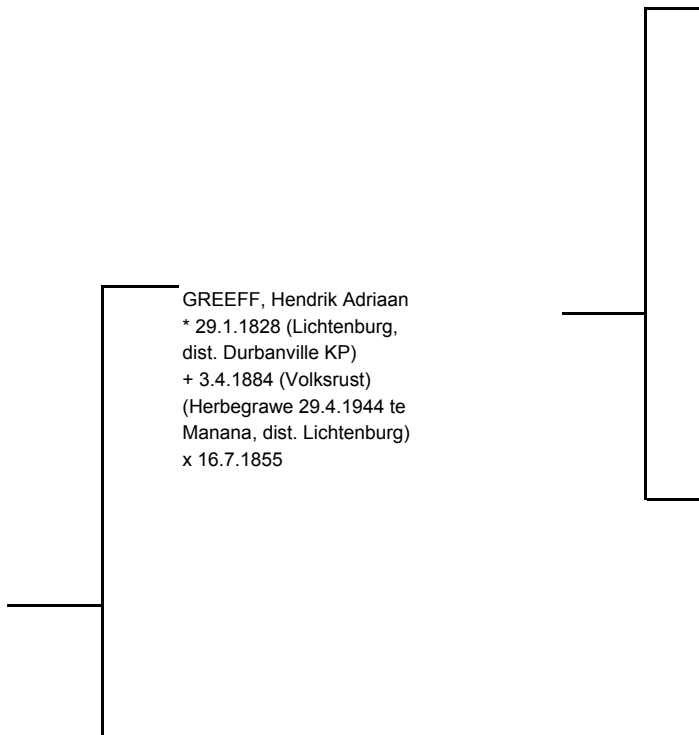 GREEFF, Hendrik Adriaan
* 29.1.1828 (Lichtenburg,
dist. Durbanville KP)
+ 3.4.1884 (Volksrust)
(Herbegrawe 29.4.1944 te
Manana, dist. Lichtenburg)
x 16.7.1855